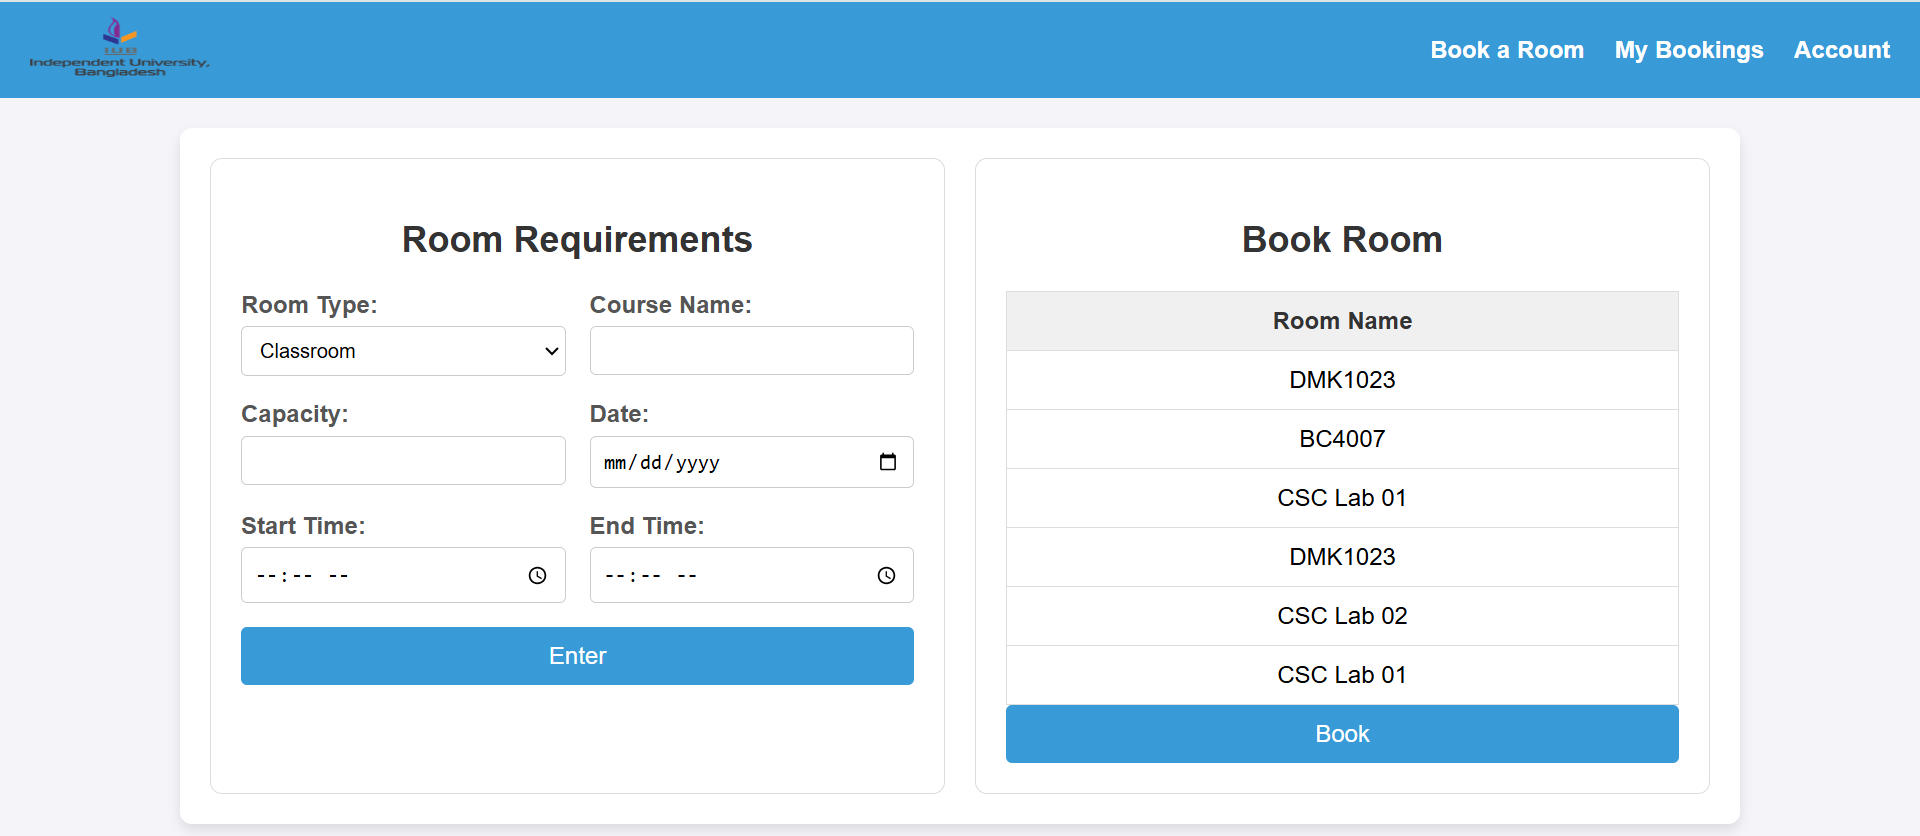 IUB
Independent University,
Bangladesh
Book a Room
My Bookings
Account
Room Requirements
Room Type:
Course Name:
Classroom
Capacity:
Date:
mm/dd/yyyy
Start Time:
End Time:
--:-- --
--:-- --
Enter
Book Room
Room Name
DMK1023
BC4007
CSC Lab 01
DMK1023
CSC Lab 02
CSC Lab 01
Book